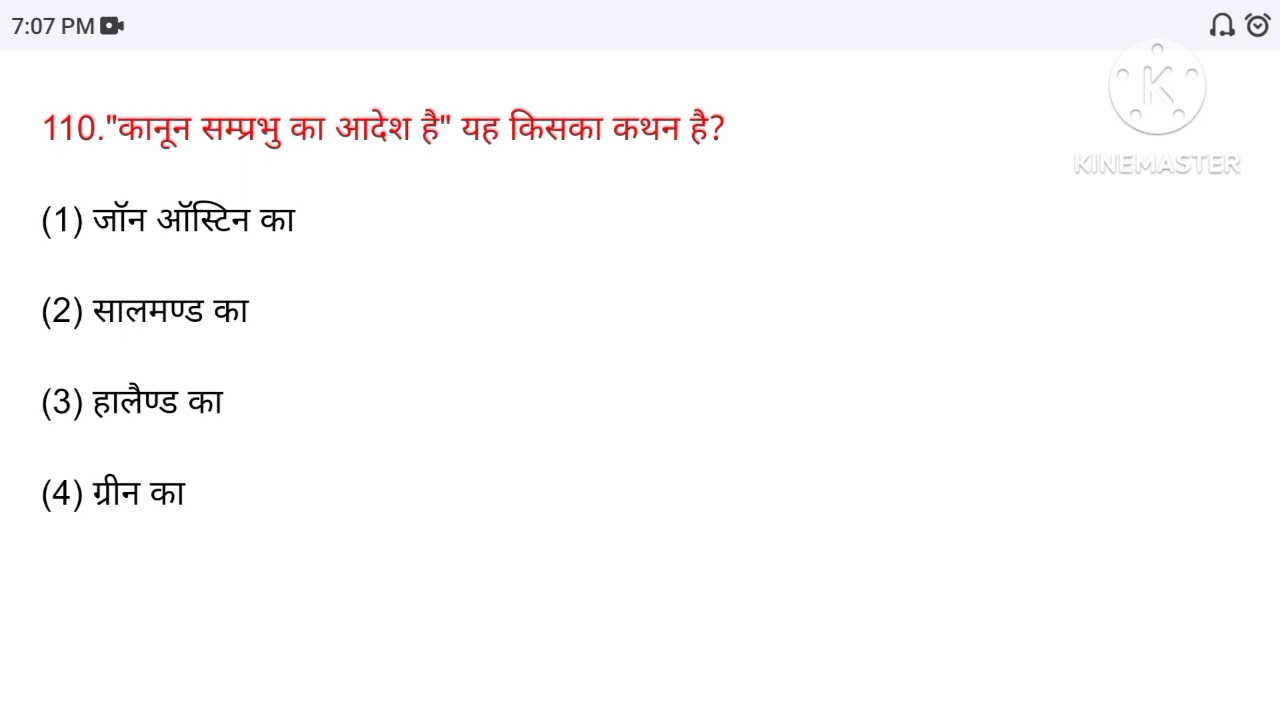 7:07 PM
110."कानून सम्प्रभु का आदेश है" यह किसका कथन है?
KINEMASTER
(1) जॉन ऑस्टिन का
(2) सालमण्ड का
(3) हालैण्ड का
(4) ग्रीन का